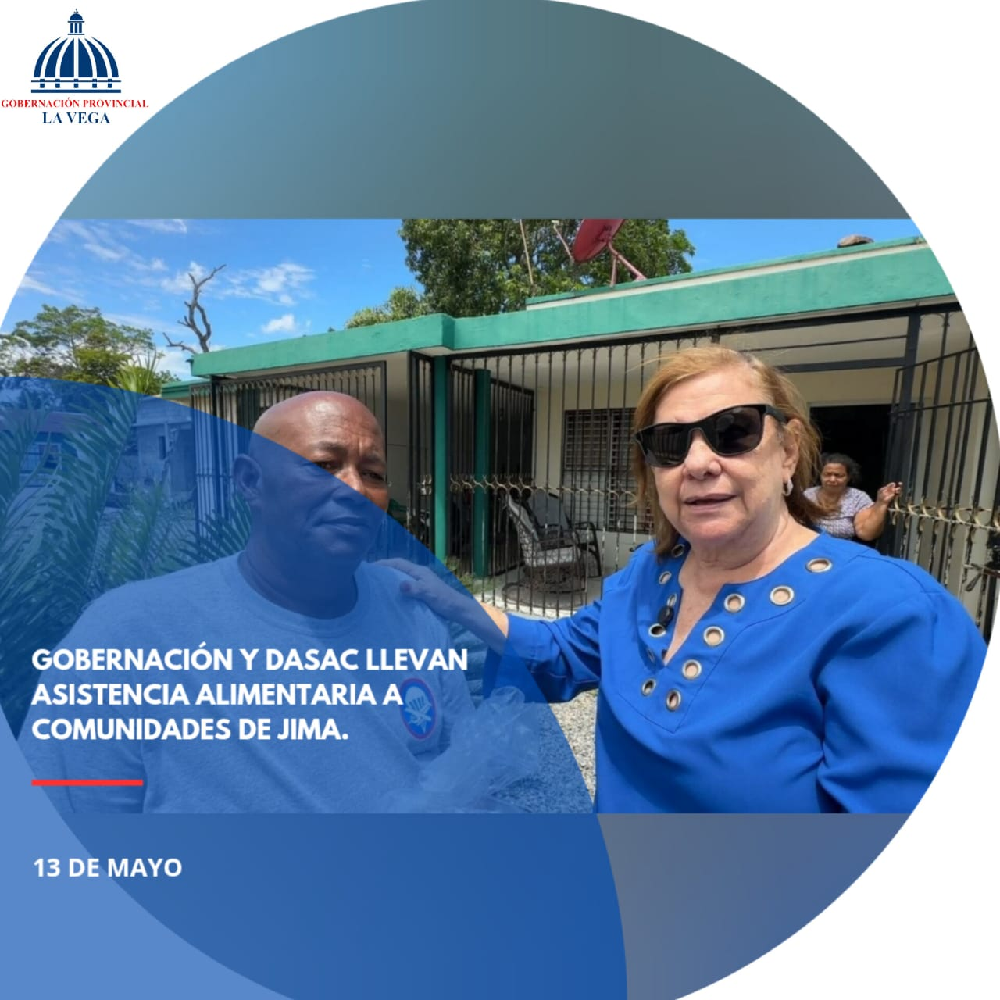 GOBERNACIÓN PROVINCIAL
LA VEGA
GOBERNACIÓN Y DASAC LLEVAN
ASISTENCIA ALIMENTARIA A
COMUNIDADES DE JIMA.
13 DE MAYO